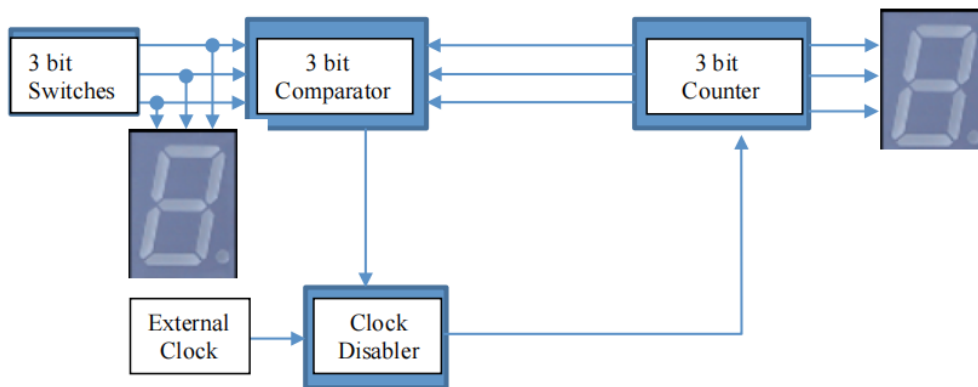 3 bit
Switches
3 bit
Comparator
3 bit
Counter
External
Clock
Clock
Disabler